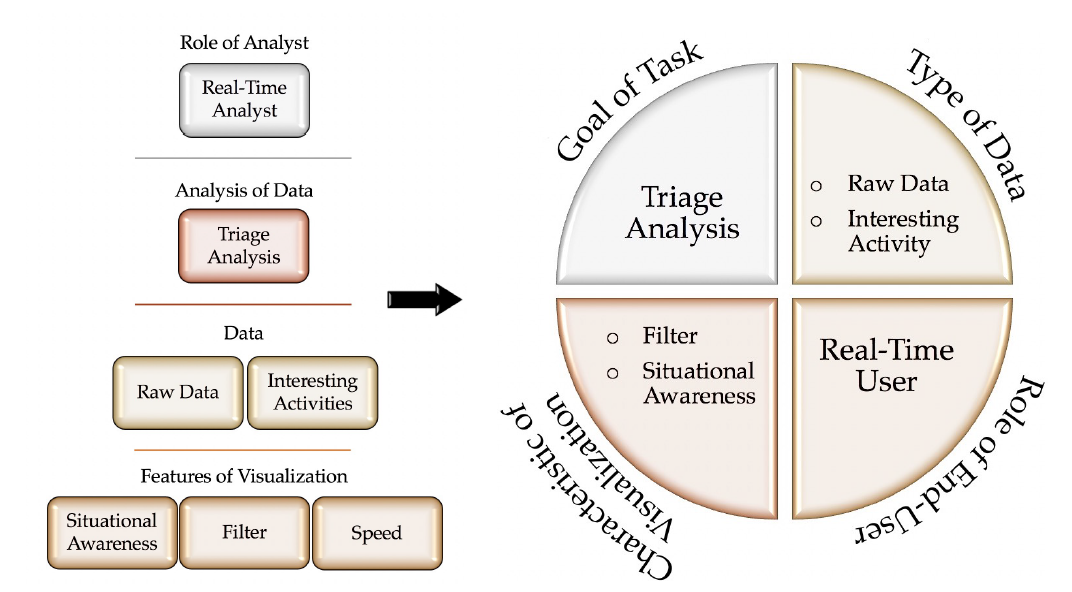 Role of Analyst
Real-Time
Analyst
Analysis of Data
Triage
Analysis
Data
Raw Data
Interesting
Activities
Features of Visualization
Situational
Awareness
Filter
Speed
Goal of Task
Triage
Analysis
Type of Data
○ Raw Data
○ Interesting
Activity
○ Filter
○ Situational
Awareness
Characteristic of
Visualization
Real-Time
User
Role of End-User